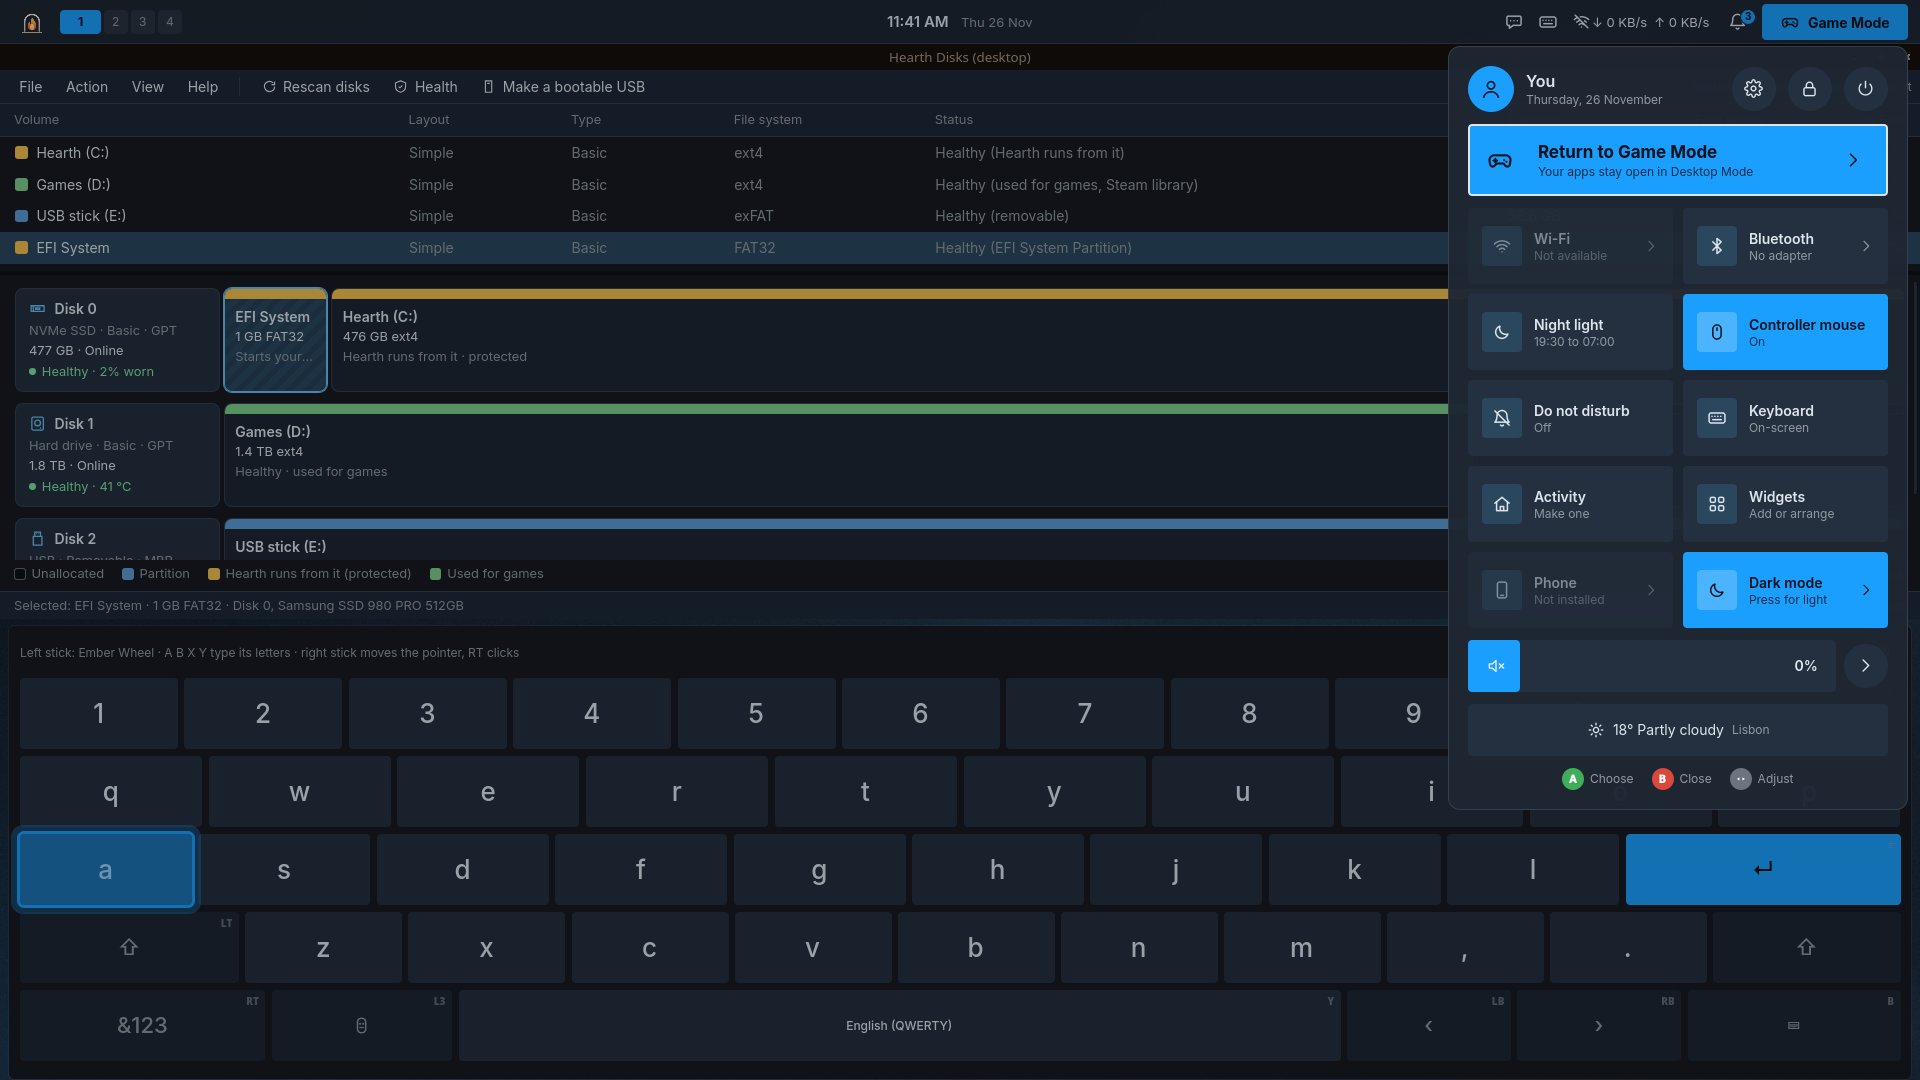 1 2 3 4
11:41 AM Thu 26 Nov
↓ 0 KB/s ↑ 0 KB/s
3
Game Mode
Hearth Disks (desktop)
File Action View Help Rescan disks Health Make a bootable USB
Volume Layout Type File system Status
Hearth (C:) Simple Basic ext4 Healthy (Hearth runs from it)
Games (D:) Simple Basic ext4 Healthy (used for games, Steam library)
USB stick (E:) Simple Basic exFAT Healthy (removable)
EFI System Simple Basic FAT32 Healthy (EFI System Partition)
Disk 0
NVMe SSD · Basic · GPT
477 GB · Online
Healthy · 2% worn
EFI System
1 GB FAT32
Starts your...
Hearth (C:)
476 GB ext4
Hearth runs from it · protected
Disk 1
Hard drive · Basic · GPT
1.8 TB · Online
Healthy · 41 °C
Games (D:)
1.4 TB ext4
Healthy · used for games
Disk 2
USB · Removable · MBR
USB stick (E:)
Unallocated Partition Hearth runs from it (protected) Used for games
Selected: EFI System · 1 GB FAT32 · Disk 0, Samsung SSD 980 PRO 512GB
You
Thursday, 26 November
Return to Game Mode
Your apps stay open in Desktop Mode
Wi-Fi
Not available
Bluetooth
No adapter
Night light
19:30 to 07:00
Controller mouse
On
Do not disturb
Off
Keyboard
On-screen
Activity
Make one
Widgets
Add or arrange
Phone
Not installed
Dark mode
Press for light
0%
18° Partly cloudy Lisbon
A Choose B Close Adjust
Left stick: Ember Wheel · A B X Y type its letters · right stick moves the pointer, RT clicks
1 2 3 4 5 6 7 8 9
q w e r t y u i o p
a s d f g h j k l
LT z x c v b n m , .
&123 RT L3 English (QWERTY) Y ‹ LB › RB B